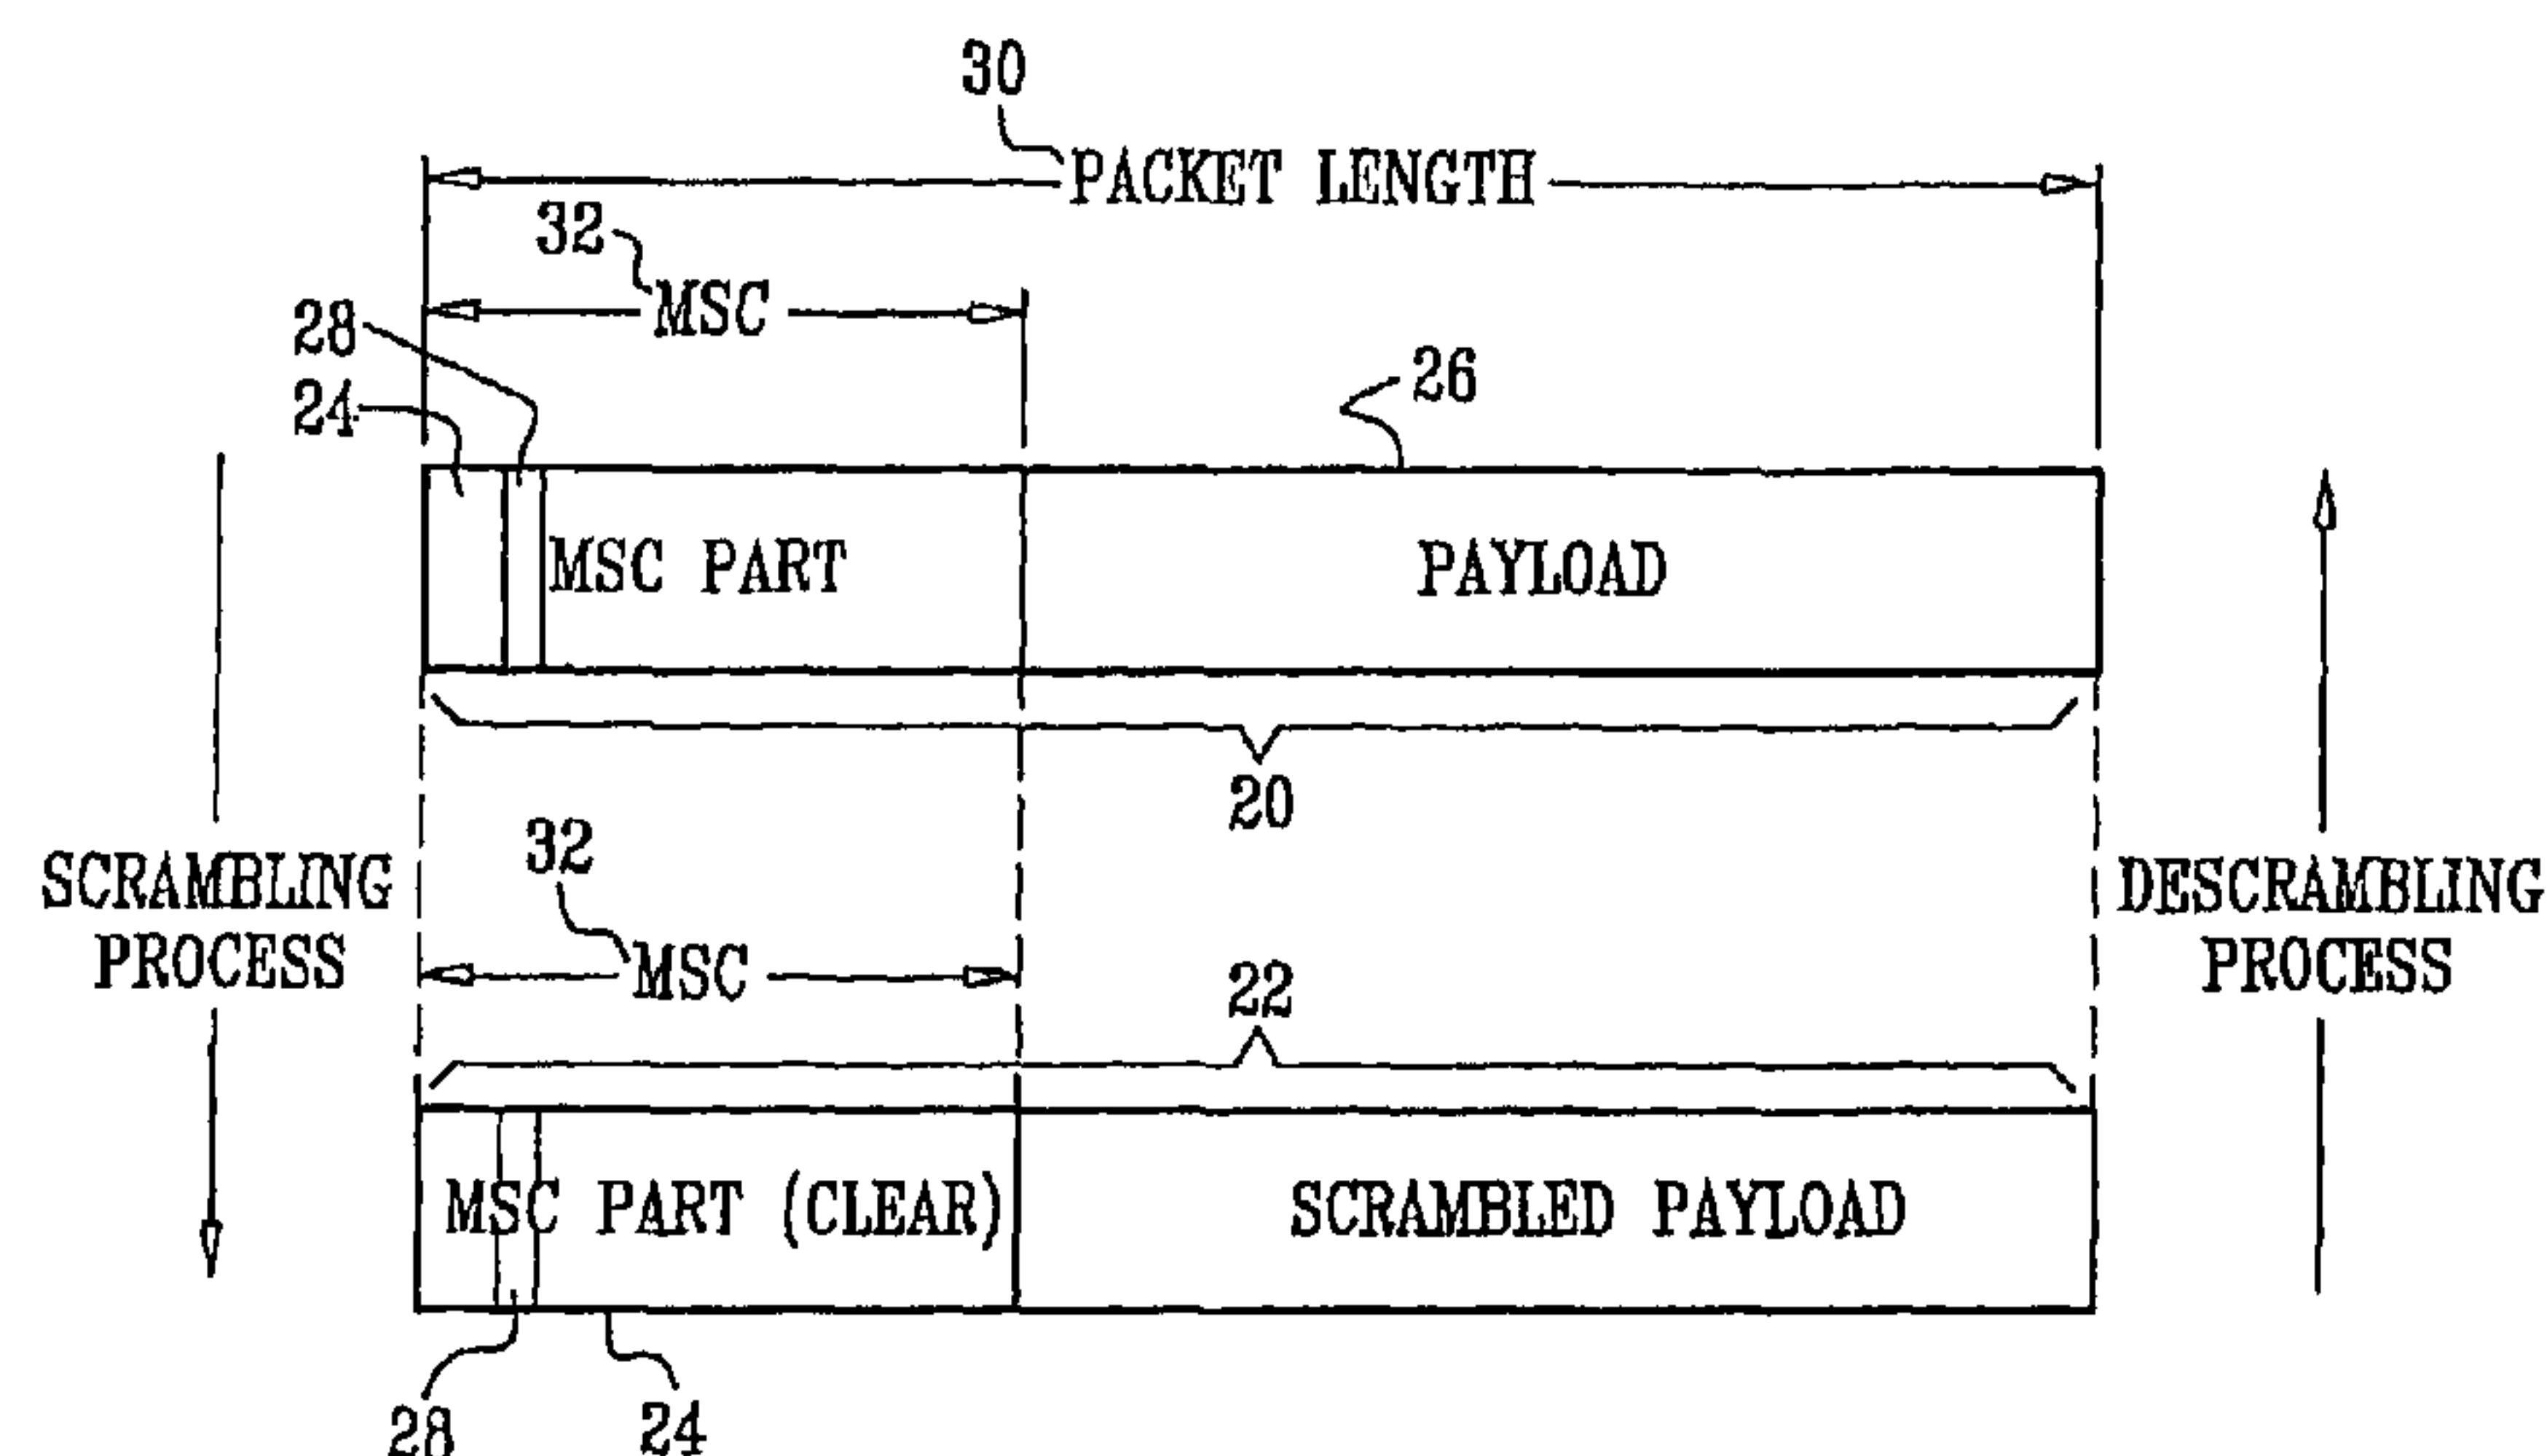 30
PACKET LENGTH
32
MSC
28
24
26
MSC PART
PAYLOAD
20
32
MSC
22
SCRAMBLING
PROCESS
DESCRAMBLING
PROCESS
MSC PART (CLEAR)
SCRAMBLED PAYLOAD
28
24